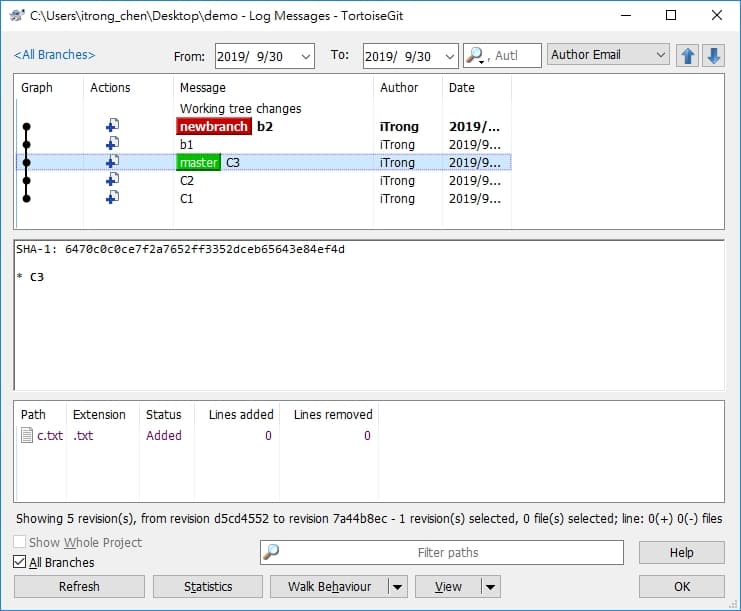 C:\Users\itrong_chen\Desktop\demo - Log Messages - TortoiseGit
<All Branches> From: 2019/ 9/30 To: 2019/ 9/30 , Autl Author Email
Graph Actions Message Author Date
Working tree changes
newbranch b2 iTrong 2019/...
b1 iTrong 2019/9...
master C3 iTrong 2019/9...
C2 iTrong 2019/9...
C1 iTrong 2019/9...
SHA-1: 6470c0c0ce7f2a7652ff3352dceb65643e84ef4d
* C3
Path Extension Status Lines added Lines removed
c.txt .txt Added 0 0
Showing 5 revision(s), from revision d5cd4552 to revision 7a44b8ec - 1 revision(s) selected, 0 file(s) selected; line: 0(+) 0(-) files
Show Whole Project
All Branches Filter paths Help
Refresh Statistics Walk Behaviour View OK